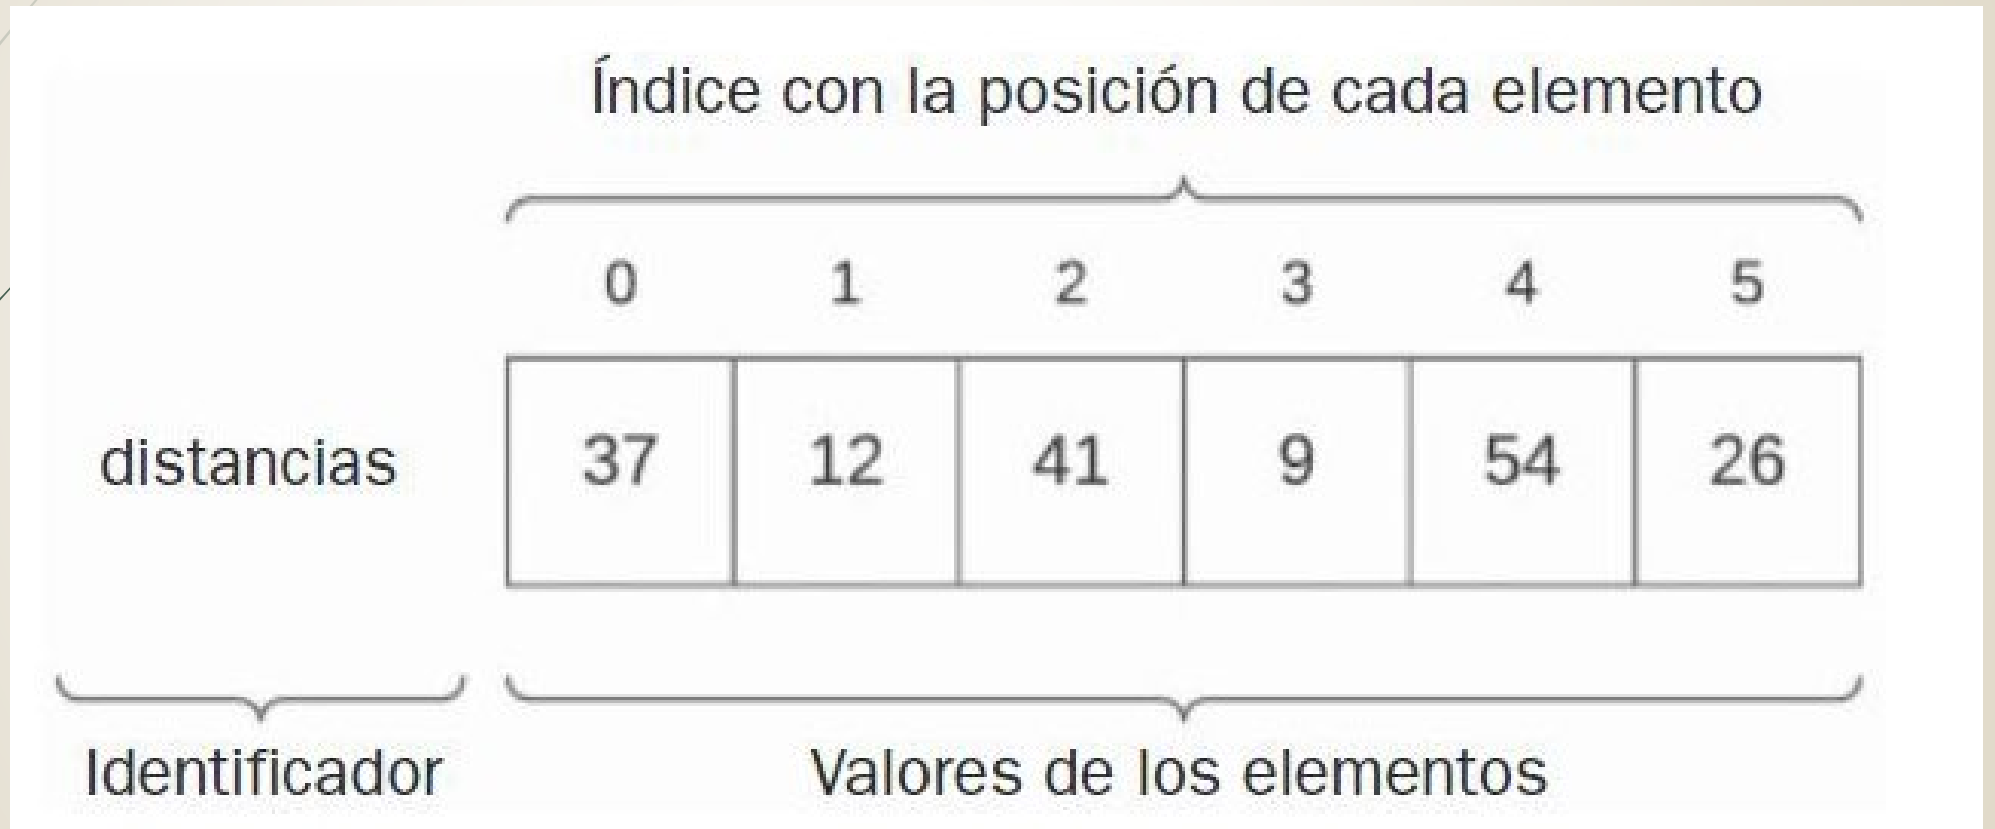 Índice con la posición de cada elemento
0 1 2 3 4 5
distancias 37 12 41 9 54 26
Identificador Valores de los elementos